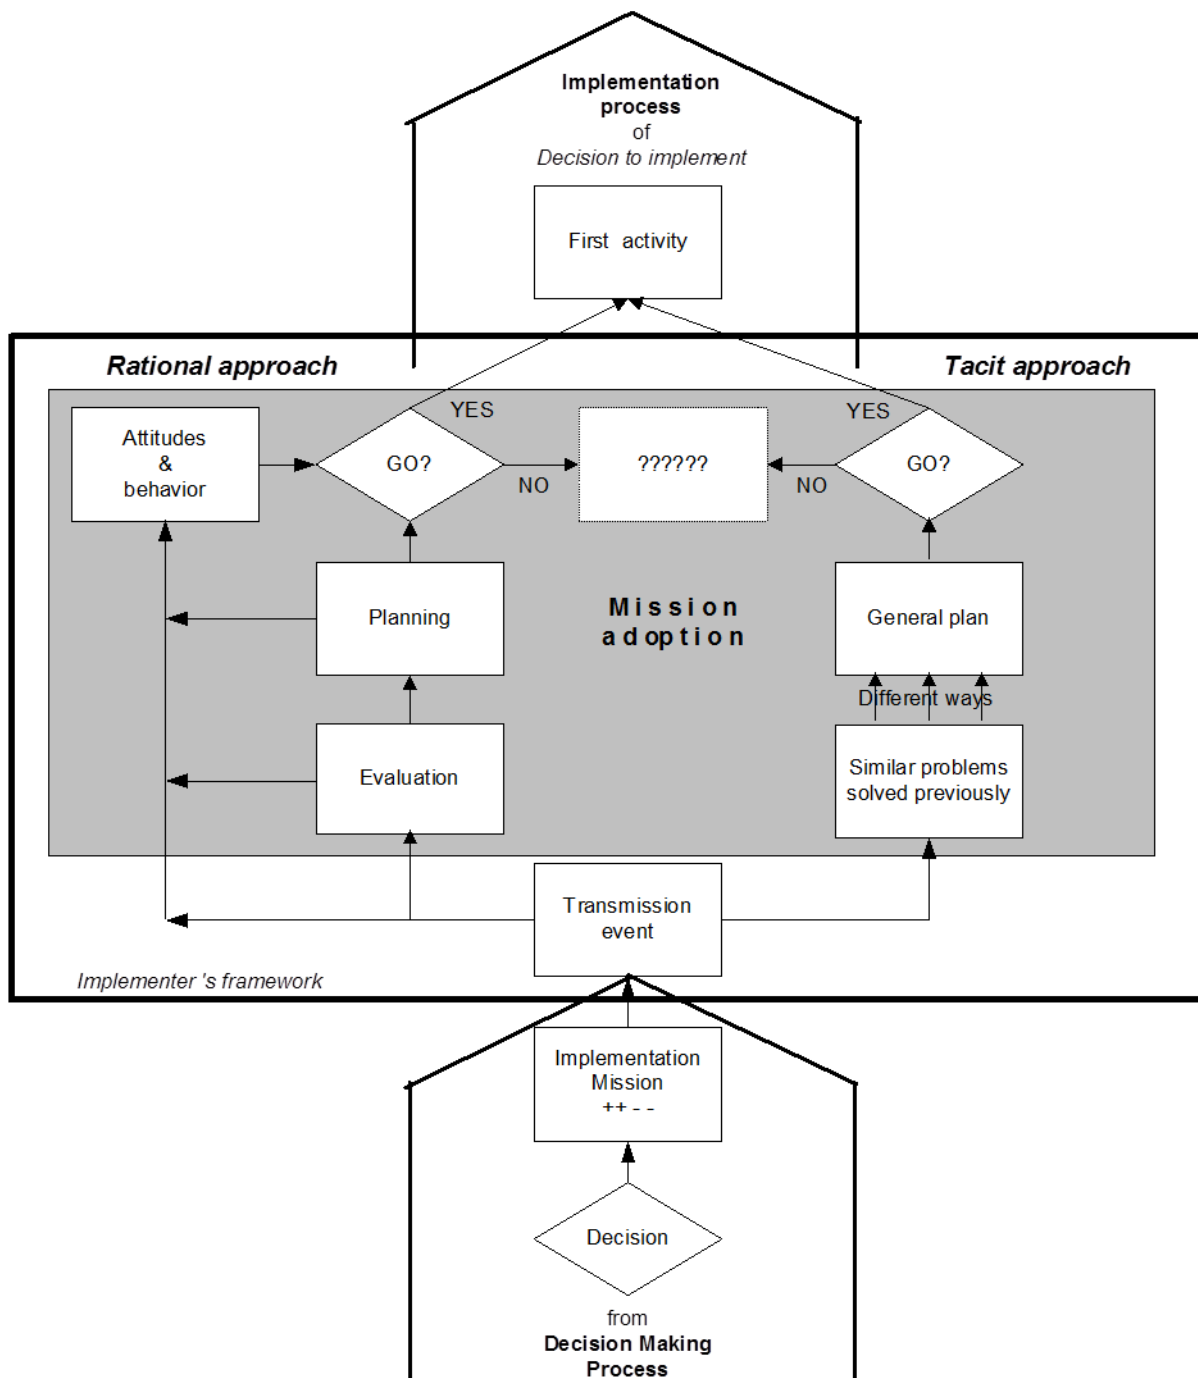 Implementation
process
of
Decision to implement
First activity
Rational approach
Tacit approach
Attitudes
&
behavior
GO?
YES
NO
??????
YES
NO
GO?
Planning
Mission
adoption
General plan
Different ways
Evaluation
Similar problems
solved previously
Transmission
event
Implementer 's framework
Implementation
Mission
++ - -
Decision
from
Decision Making
Process